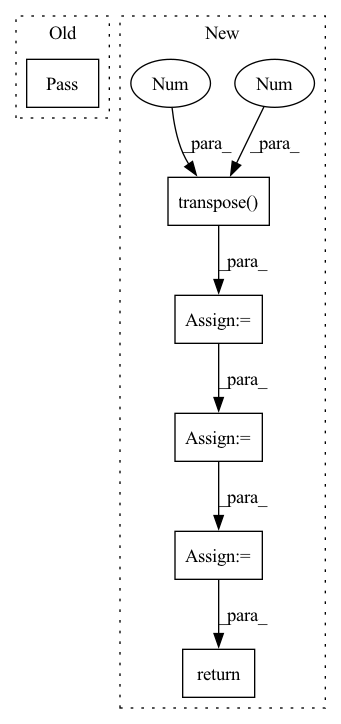 Old
New
Pass
Num
Num
_para_
_para_
transpose()
_para_
Assign:=
_para_
Assign:=
_para_
Assign:=
_para_
return